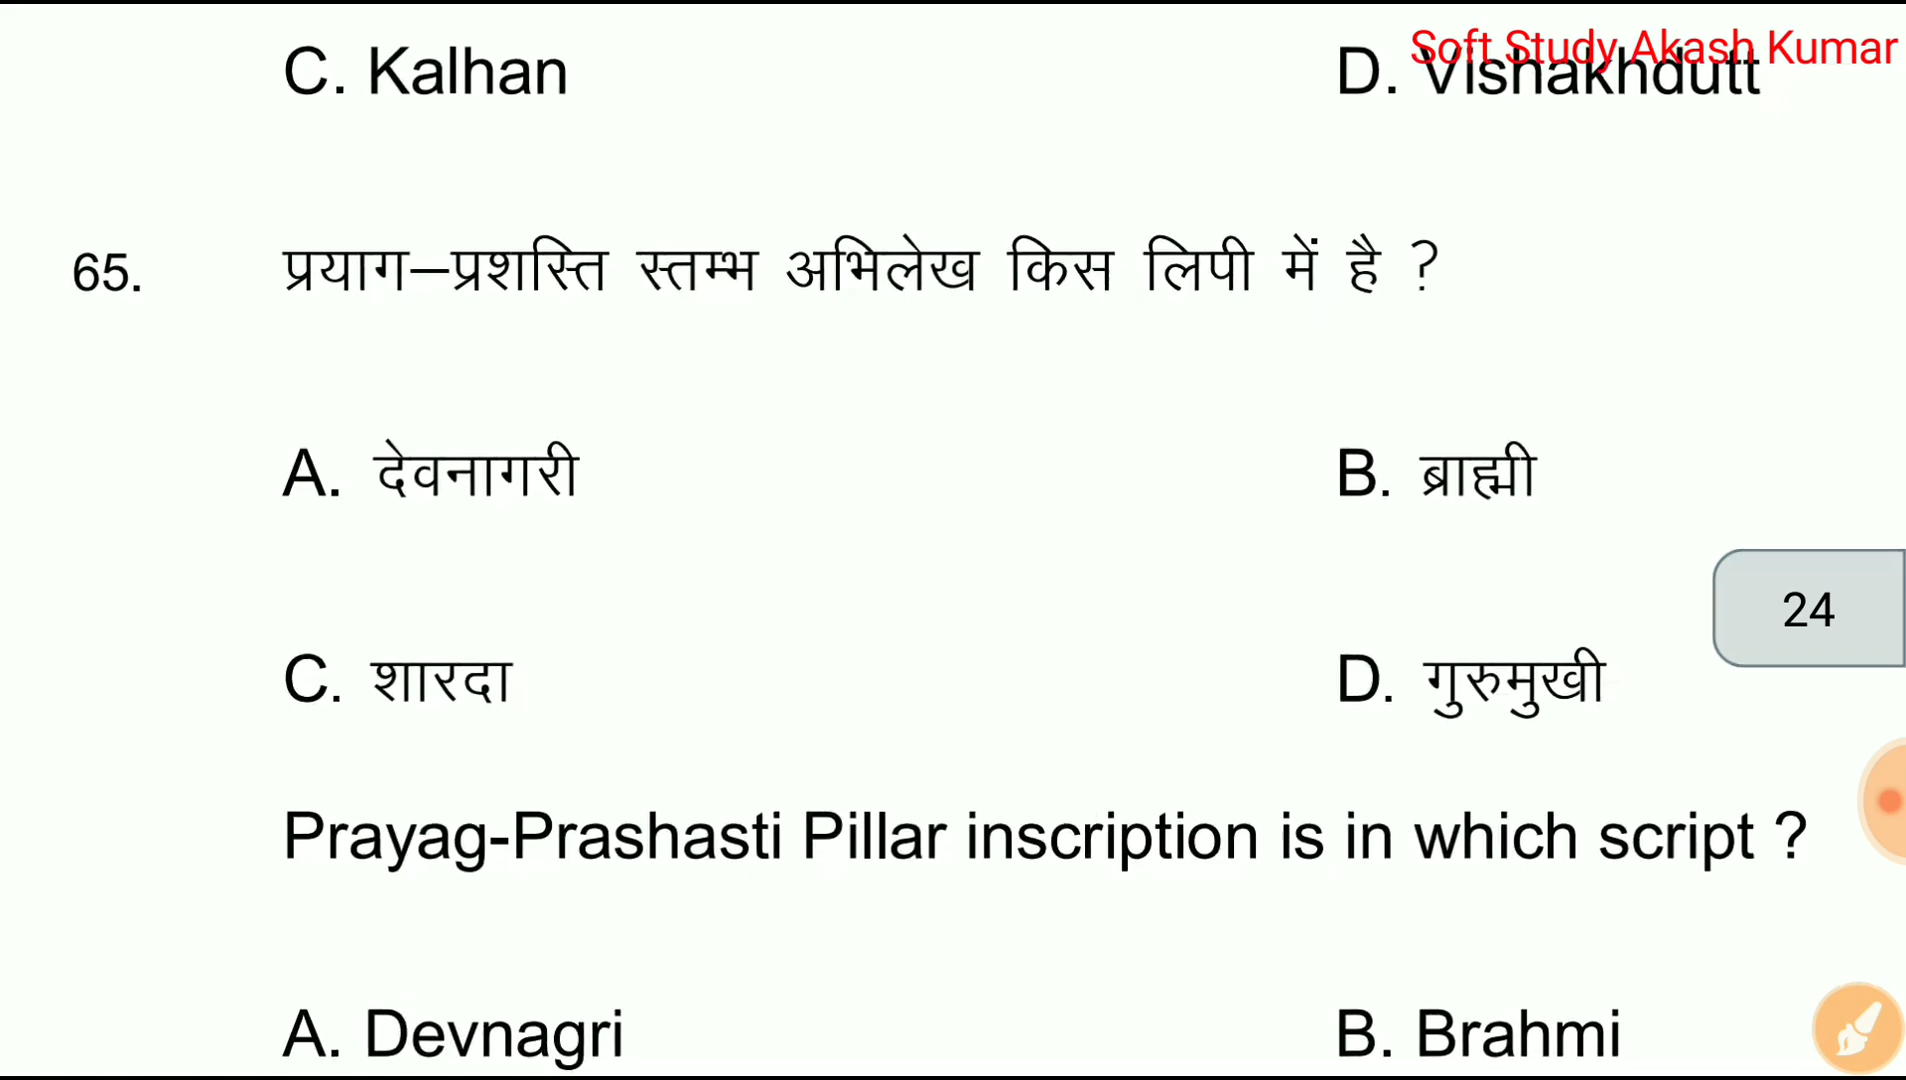 Soft Study Akash Kumar
C. Kalhan D. Vishakhdutt
65. प्रयाग–प्रशस्ति स्तम्भ अभिलेख किस लिपी में है ?
A. देवनागरी B. ब्राह्मी
24
C. शारदा D. गुरुमुखी
Prayag-Prashasti Pillar inscription is in which script ?
A. Devnagri B. Brahmi